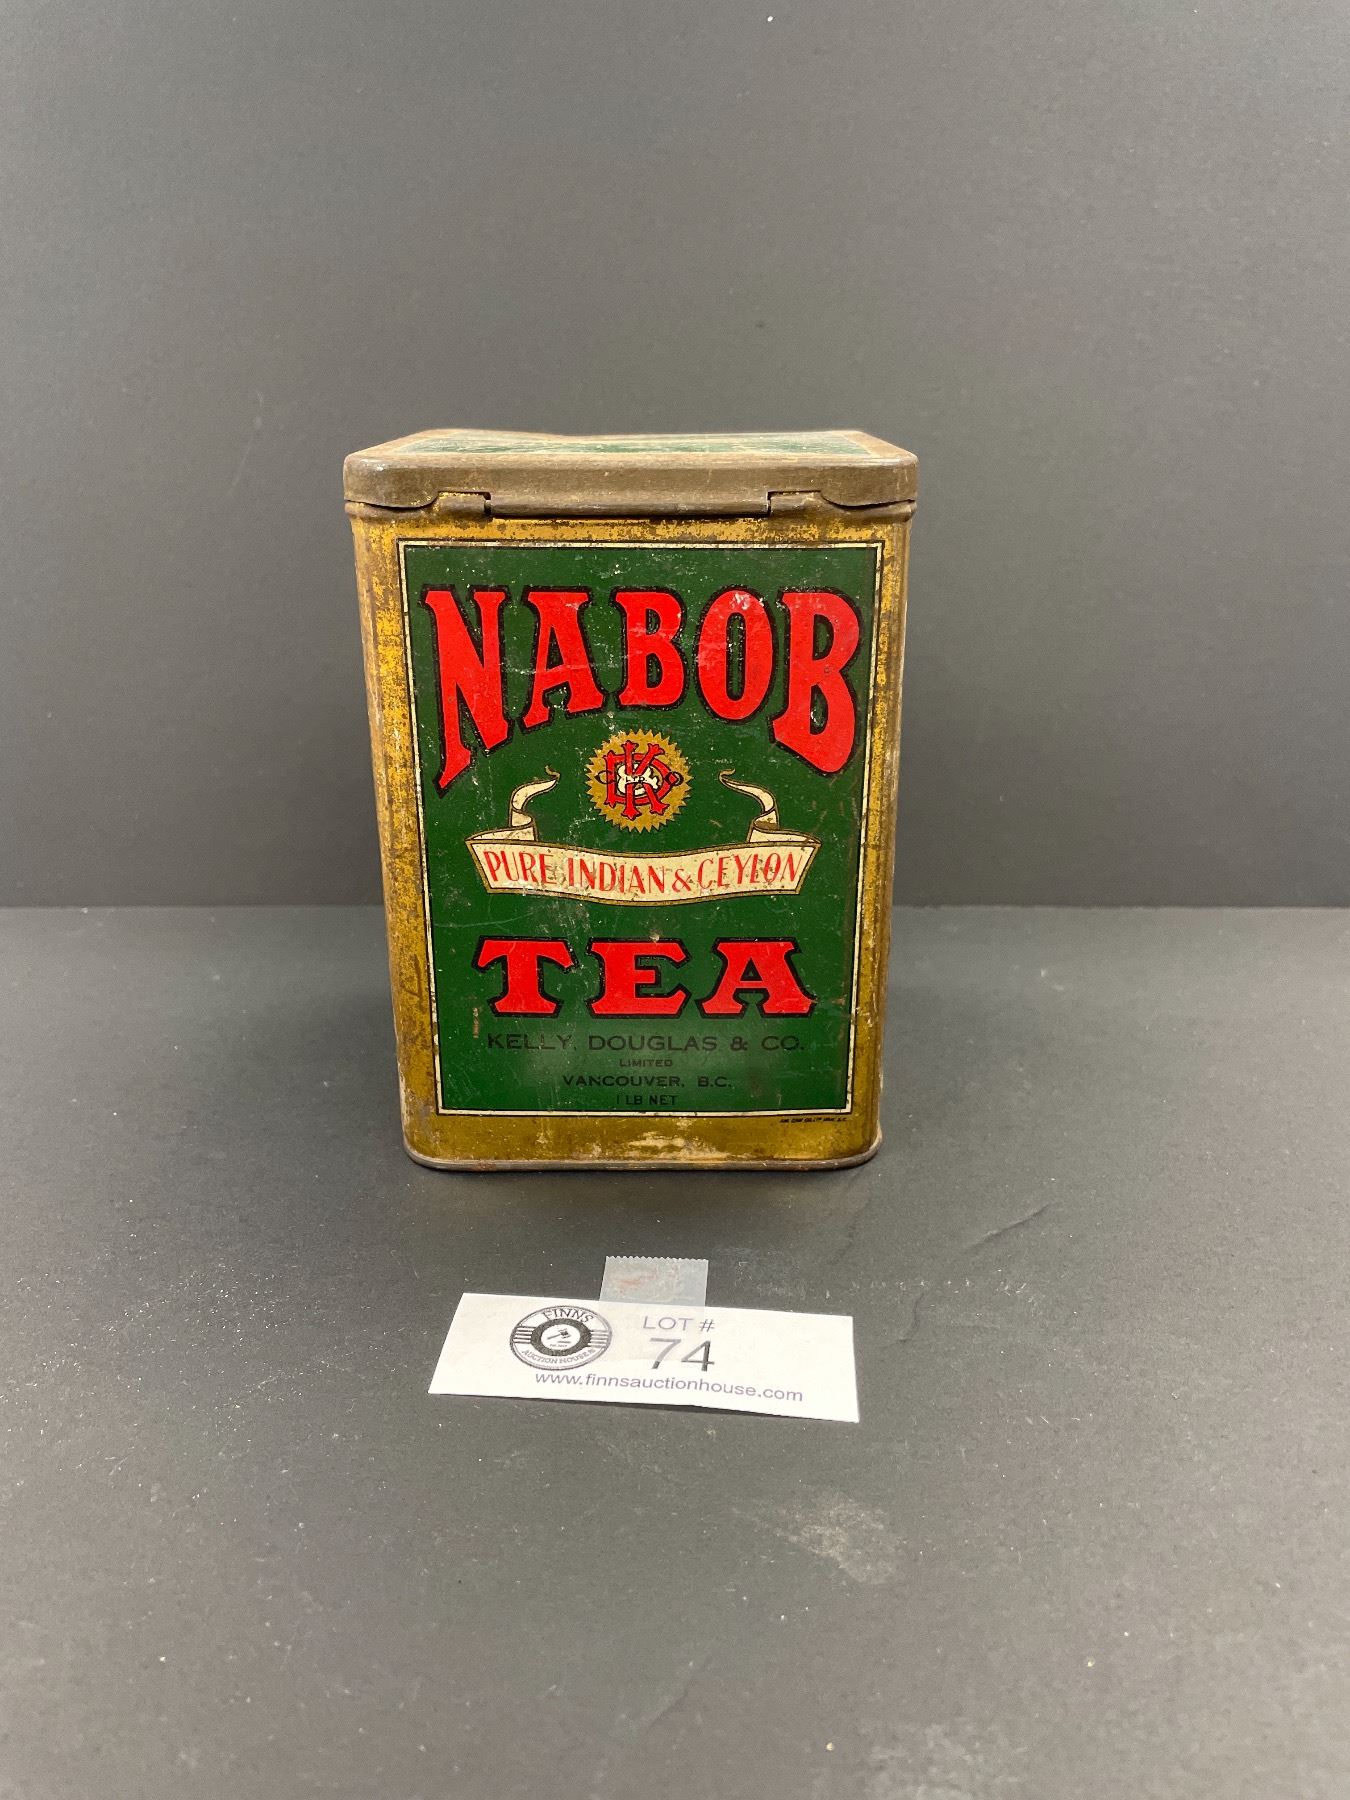 NABOB
PURE INDIAN & CEYLON
TEA
KELLY, DOUGLAS & CO.
LIMITED
VANCOUVER, B.C.
1 LB NET
FINNS
AUCTION HOUSE
LOT #
74
www.finnsauctionhouse.com